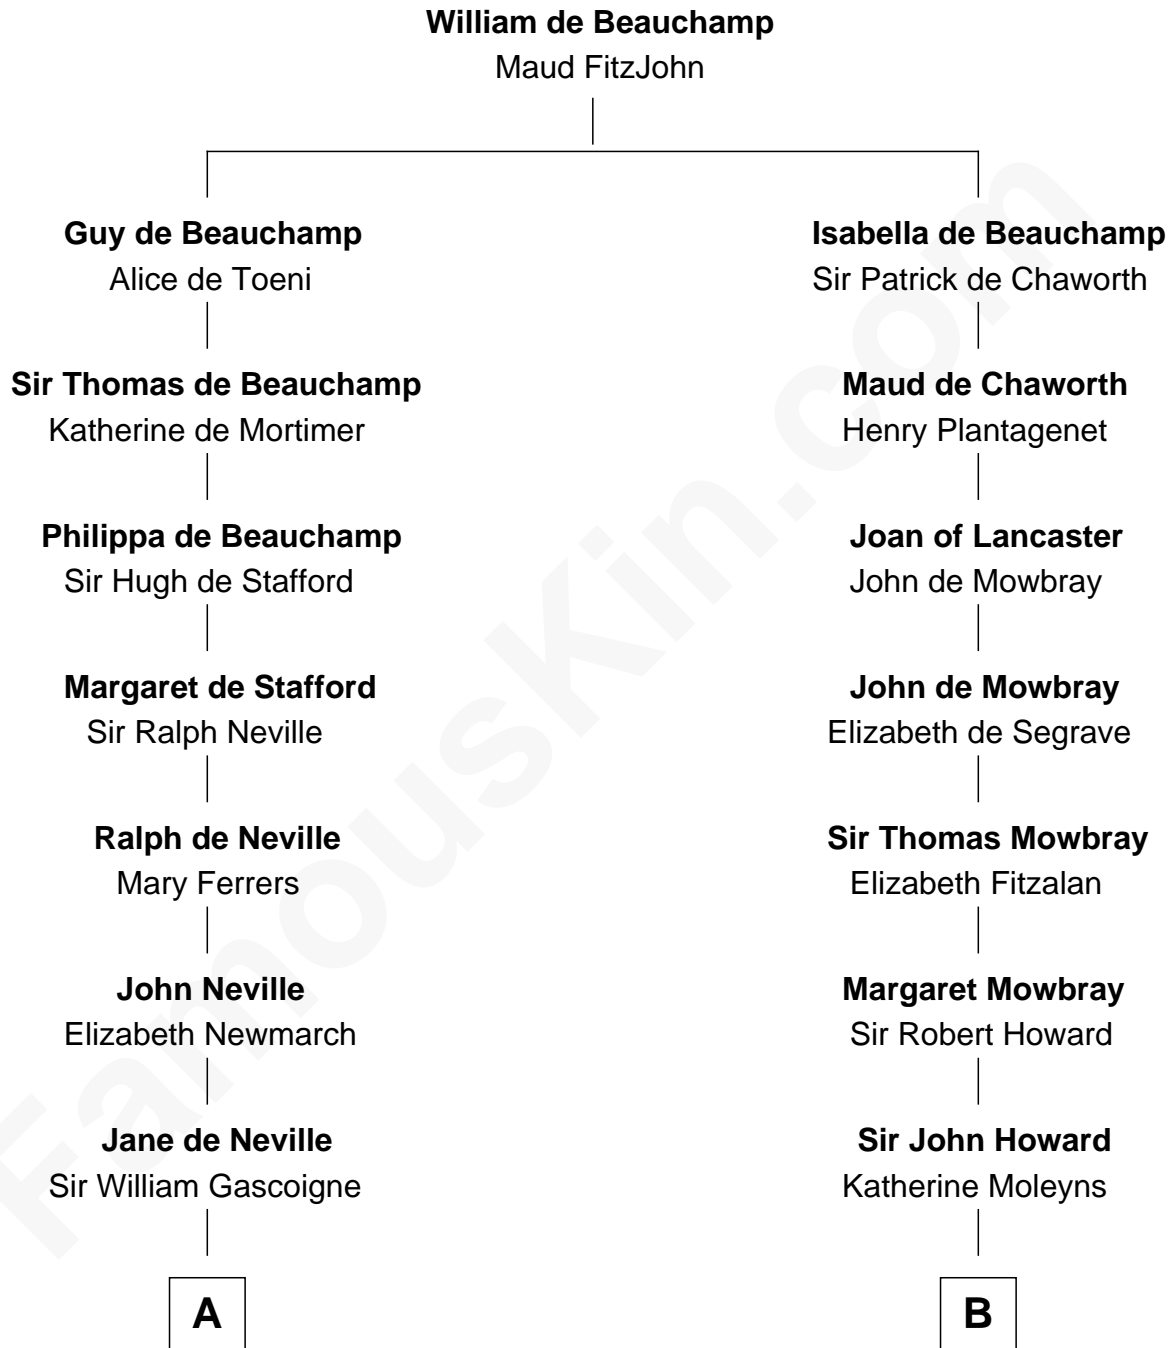 William de Beauchamp
Maud FitzJohn
Guy de Beauchamp
Alice de Toeni
Isabella de Beauchamp
Sir Patrick de Chaworth
Sir Thomas de Beauchamp
Katherine de Mortimer
Maud de Chaworth
Henry Plantagenet
Philippa de Beauchamp
Sir Hugh de Stafford
Joan of Lancaster
John de Mowbray
Margaret de Stafford
Sir Ralph Neville
John de Mowbray
Elizabeth de Segrave
Ralph de Neville
Mary Ferrers
Sir Thomas Mowbray
Elizabeth Fitzalan
John Neville
Elizabeth Newmarch
Margaret Mowbray
Sir Robert Howard
Jane de Neville
Sir William Gascoigne
Sir John Howard
Katherine Moleyns
A
B
FamousKin.com